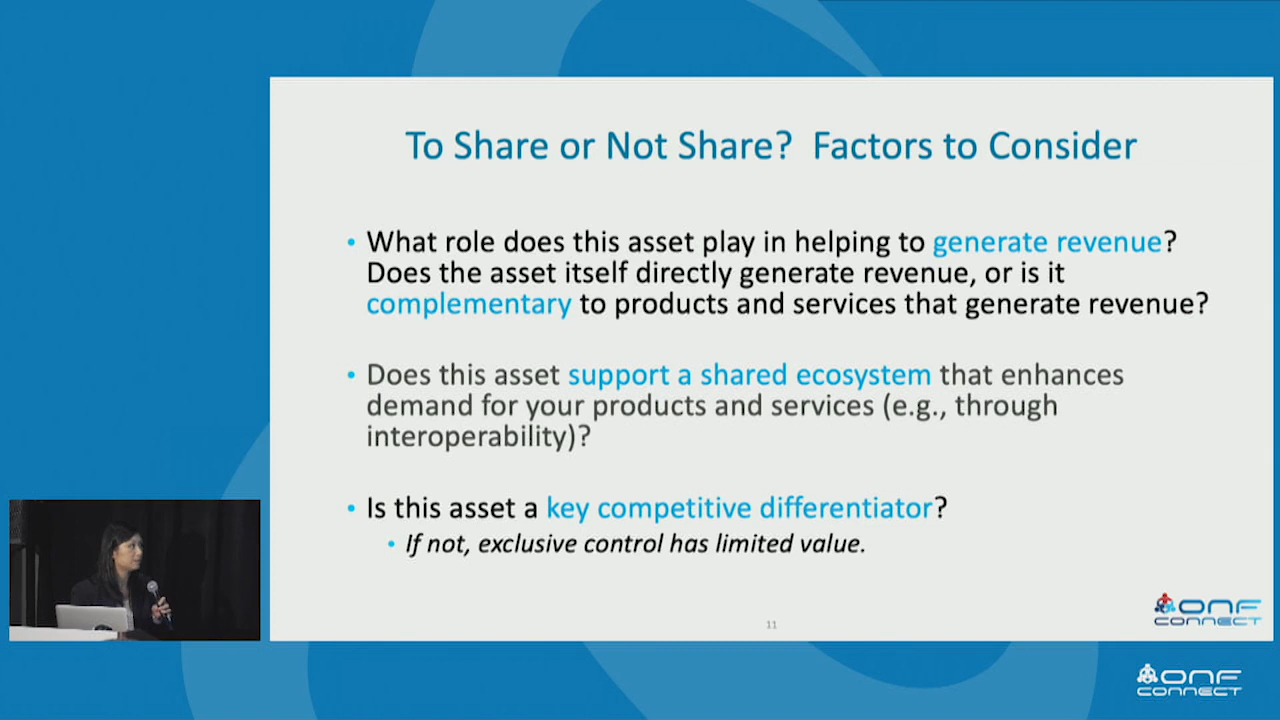 To Share or Not Share? Factors to Consider
• What role does this asset play in helping to generate revenue?
Does the asset itself directly generate revenue, or is it
complementary to products and services that generate revenue?
• Does this asset support a shared ecosystem that enhances
demand for your products and services (e.g., through
interoperability)?
• Is this asset a key competitive differentiator?
• If not, exclusive control has limited value.
11
ONF
CONNECT
ONF
CONNECT